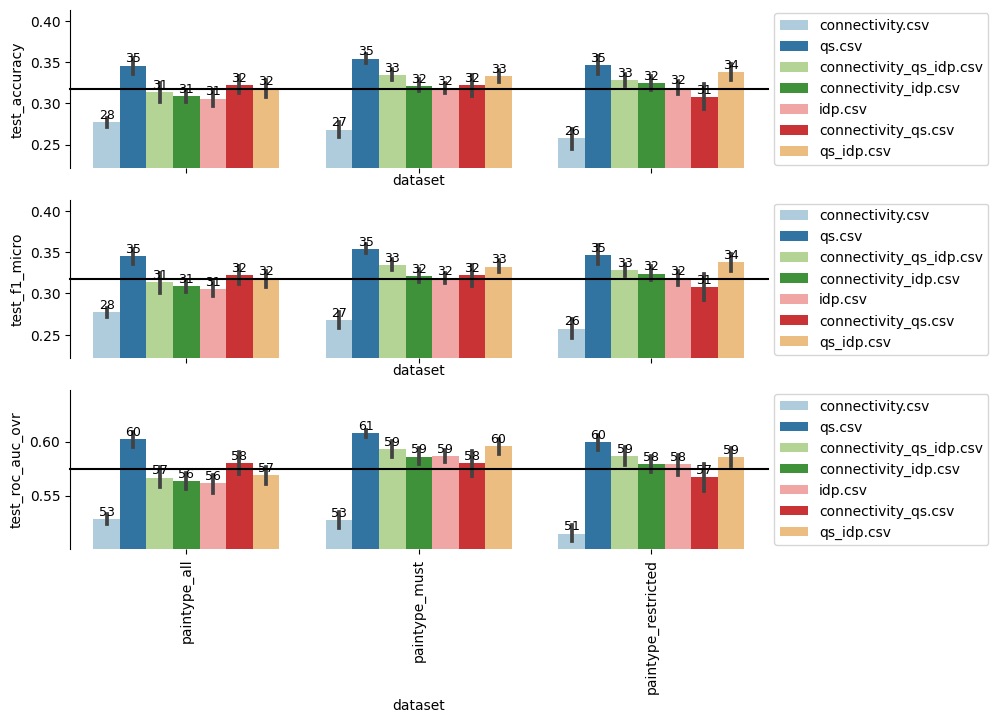 0.40
0.35
0.30
0.25
test_accuracy
28
35
31
31
31
32
32
27
35
33
32
32
32
33
26
35
33
32
32
31
34
dataset
connectivity.csv
qs.csv
connectivity_qs_idp.csv
connectivity_idp.csv
idp.csv
connectivity_qs.csv
qs_idp.csv
0.40
0.35
0.30
0.25
test_f1_micro
28
35
31
31
31
32
32
27
35
33
32
32
32
33
26
35
33
32
32
31
34
dataset
connectivity.csv
qs.csv
connectivity_qs_idp.csv
connectivity_idp.csv
idp.csv
connectivity_qs.csv
qs_idp.csv
0.60
0.55
test_roc_auc_ovr
53
60
57
56
56
58
57
53
61
59
59
59
58
60
51
60
59
58
58
57
59
connectivity.csv
qs.csv
connectivity_qs_idp.csv
connectivity_idp.csv
idp.csv
connectivity_qs.csv
qs_idp.csv
paintype_all
paintype_must
paintype_restricted
dataset